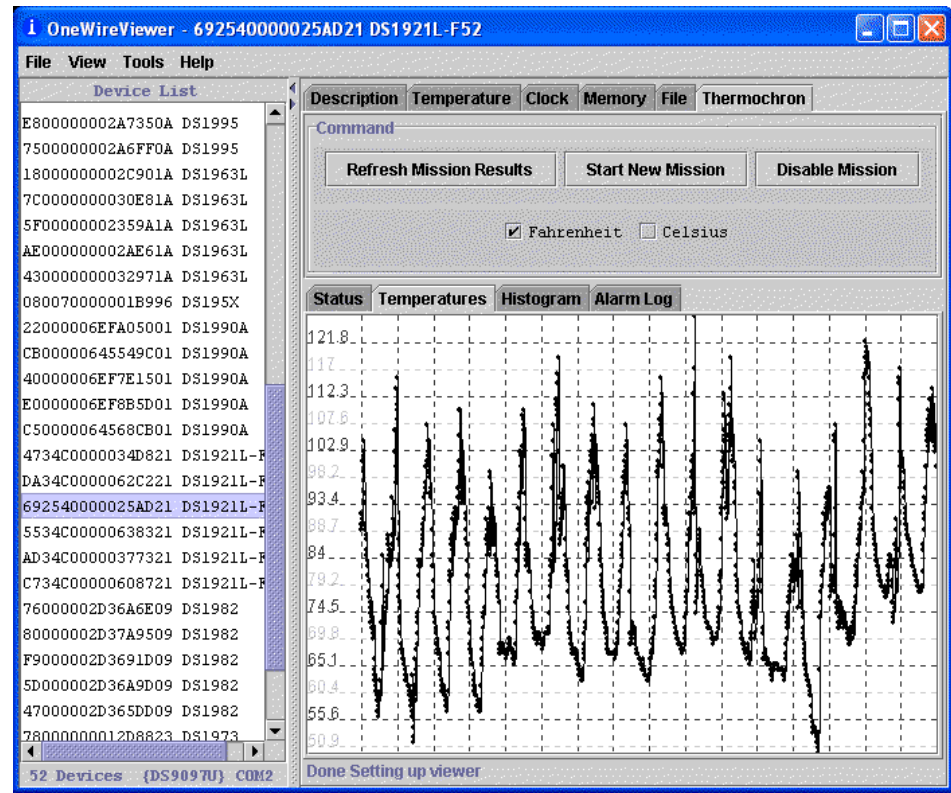 OneWireViewer - 692540000025AD21 DS1921L-F52
File View Tools Help
Device List
E800000002A7350A DS1995
7500000002A6FF0A DS1995
18000000002C901A DS1963L
7C0000000030E81A DS1963L
5F00000002359A1A DS1963L
AE000000002AE61A DS1963L
430000000032971A DS1963L
080070000001B996 DS195X
22000006EFA05001 DS1990A
CB00000645549C01 DS1990A
40000006EF7E1501 DS1990A
E0000006EF8B5D01 DS1990A
C50000064568CB01 DS1990A
4734C0000034D821 DS1921L-F
DA34C0000062C221 DS1921L-F
692540000025AD21 DS1921L-F
5534C00000638321 DS1921L-F
AD34C00000377321 DS1921L-F
C734C00000608721 DS1921L-F
76000002D36A6E09 DS1982
80000002D37A9509 DS1982
F9000002D3691D09 DS1982
5D000002D36A9D09 DS1982
47000002D365DD09 DS1982
78000000012D8823 DS1973
52 Devices {DS9097U} COM2
Description Temperature Clock Memory File Thermochron
Command
Refresh Mission Results Start New Mission Disable Mission
Fahrenheit Celsius
Status Temperatures Histogram Alarm Log
121.8
117
112.3
107.6
102.9
98.2
93.4
88.7
84
79.2
74.5
69.8
65.1
60.4
55.6
50.9
Done Setting up viewer